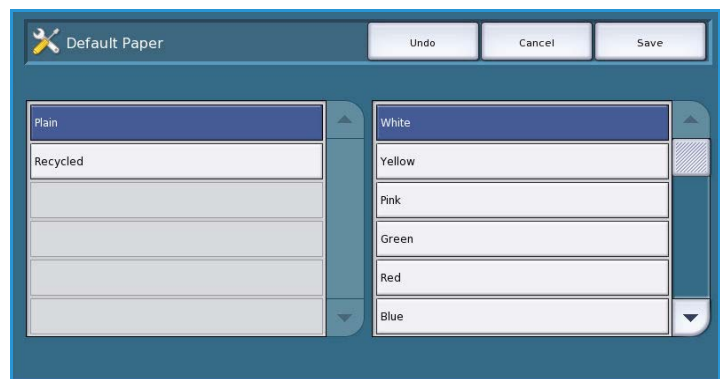 Default Paper
Undo
Cancel
Save
Plain
Recycled
White
Yellow
Pink
Green
Red
Blue